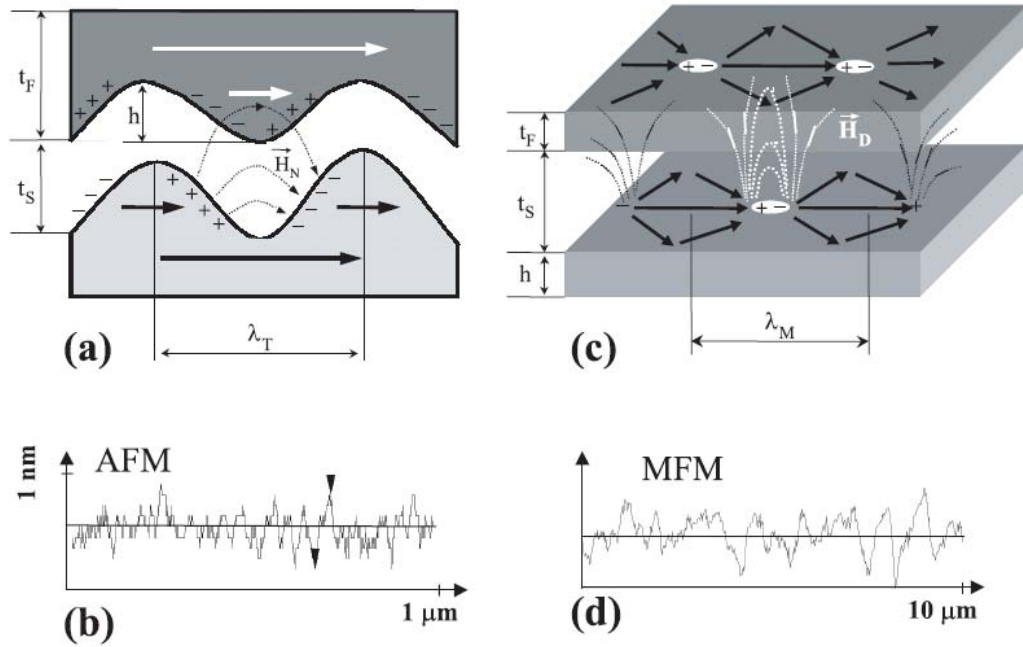 t_F
h
t_S
H_N
λ_T
(a)
t_F
H_D
t_S
h
λ_M
(c)
AFM
1 nm
1 μm
(b)
MFM
10 μm
(d)